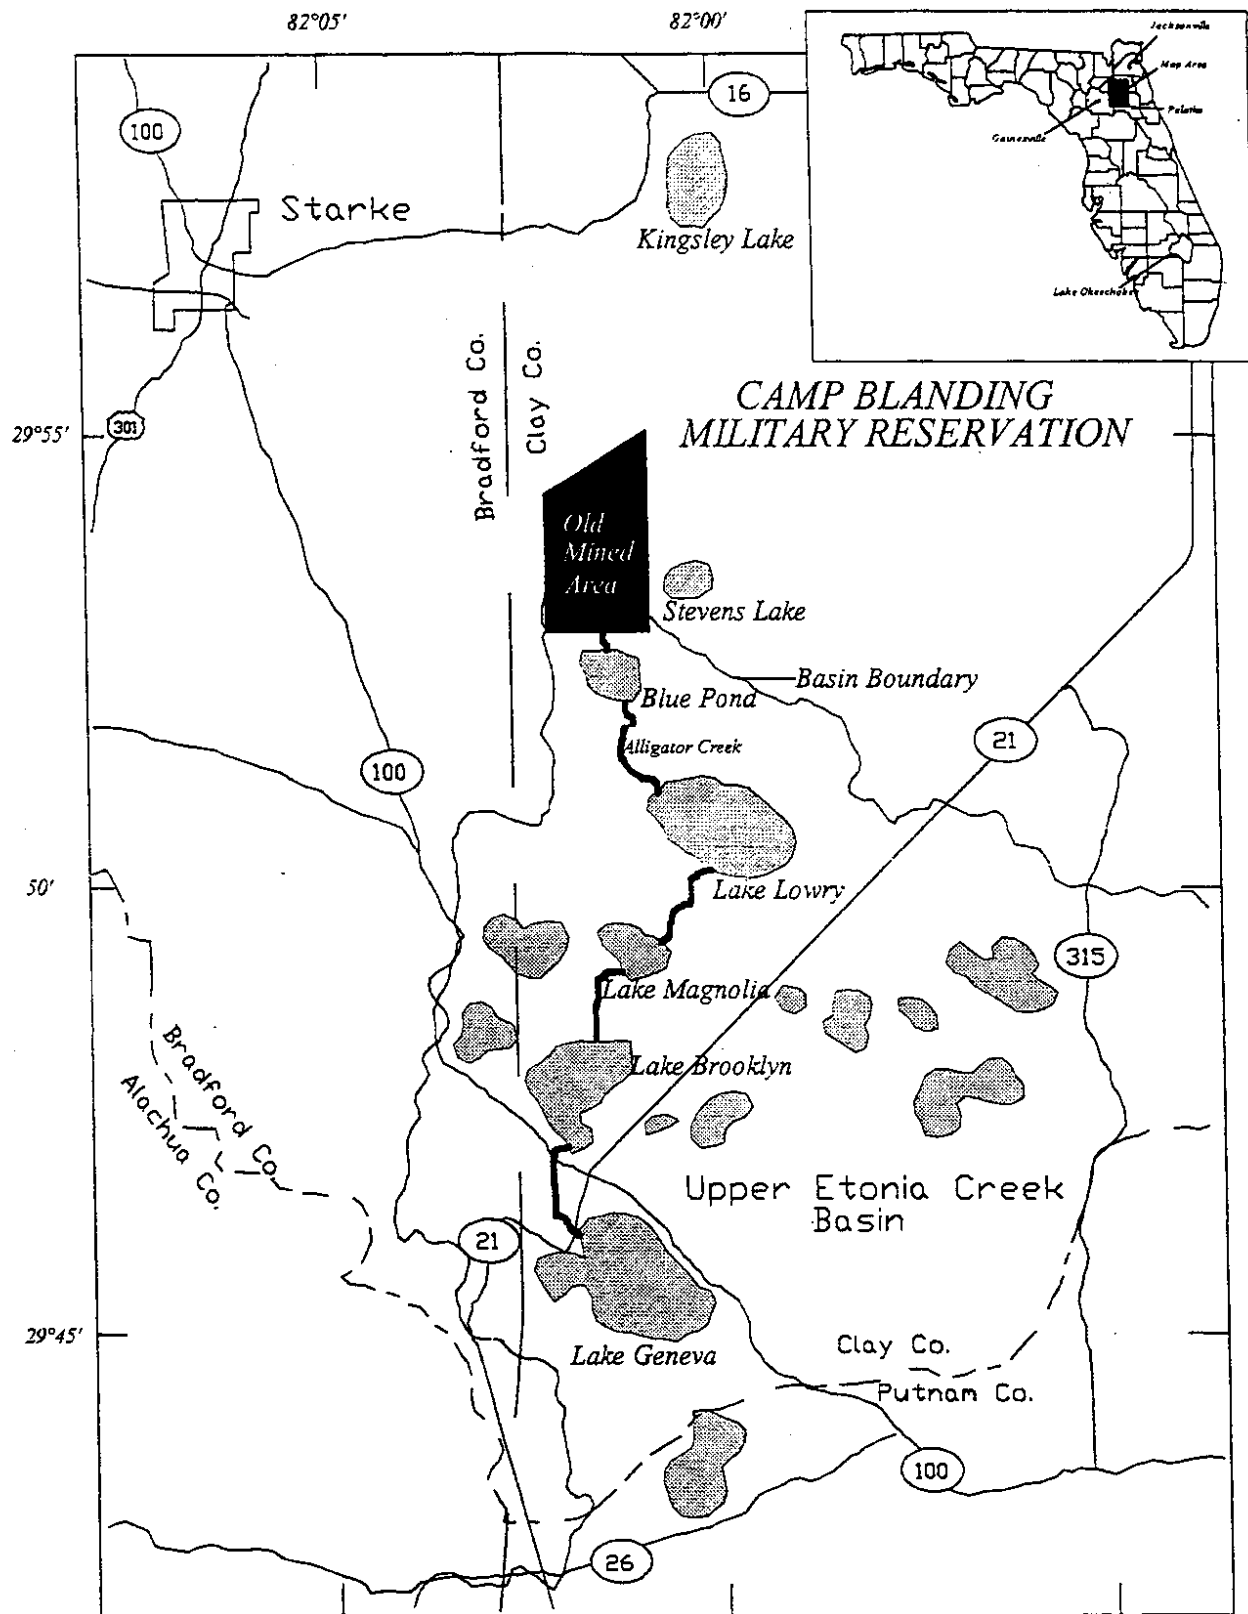 82°05'
82°00'
Jacksonville
Map Area
Palatka
Gainesville
Lake Okeechobee
16
100
Starke
Kingsley Lake
Bradford Co.
Clay Co.
CAMP BLANDING
MILITARY RESERVATION
29°55'
301
Old
Mined
Area
Stevens Lake
Basin Boundary
Blue Pond
21
Alligator Creek
100
50'
Lake Lowry
315
Lake Magnolia
Bradford Co.
Alachua Co.
Lake Brooklyn
Upper Etonia Creek
Basin
21
29°45'
Lake Geneva
Clay Co.
Putnam Co.
100
26